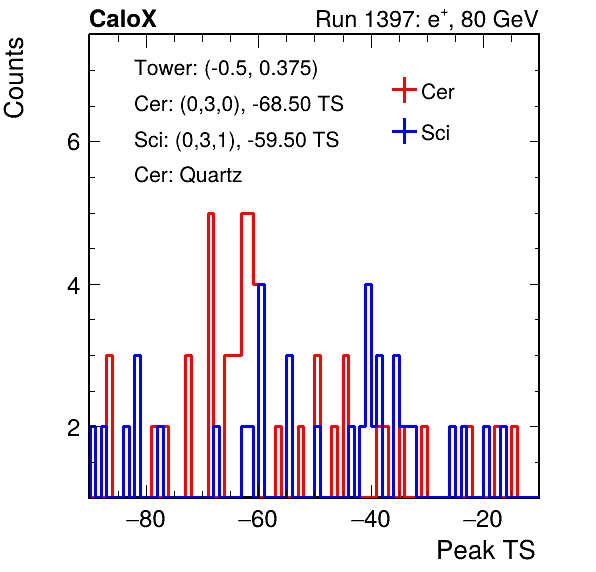 CaloX Run 1397: e⁺, 80 GeV
Counts
Tower: (-0.5, 0.375)
Cer: (0,3,0), -68.50 TS
Sci: (0,3,1), -59.50 TS
Cer: Quartz
Cer
Sci
6
4
2
−80 −60 −40 −20
Peak TS